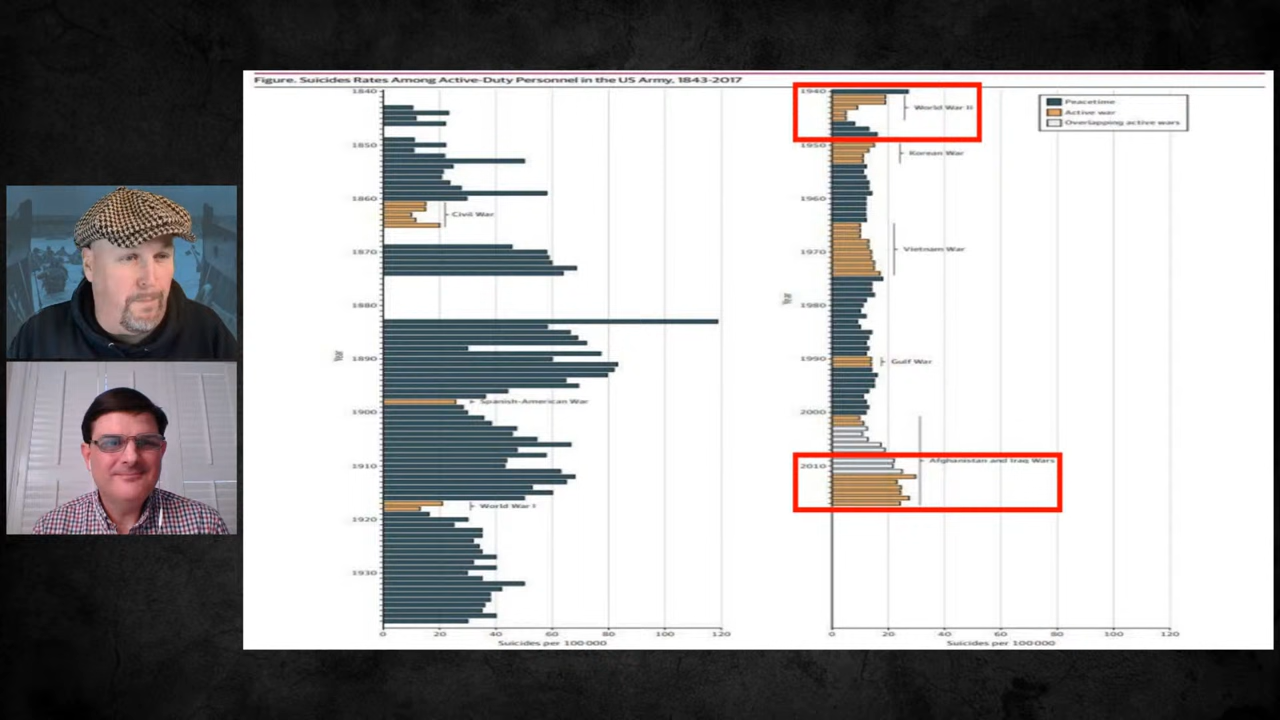 Figure. Suicides Rates Among Active-Duty Personnel in the US Army, 1843-2017
1840
1850
1860
Civil War
1870
1880
Year
1890
Spanish-American War
1900
1910
World War I
1920
1930
0 20 40 60 80 100 120
Suicides per 100 000
1940
World War II
1950
Korean War
1960
Vietnam War
1970
1980
Year
1990
Gulf War
2000
Afghanistan and Iraq Wars
2010
0 20 40 60 80 100 120
Suicides per 100 000
Peacetime
Active war
Overlapping active wars